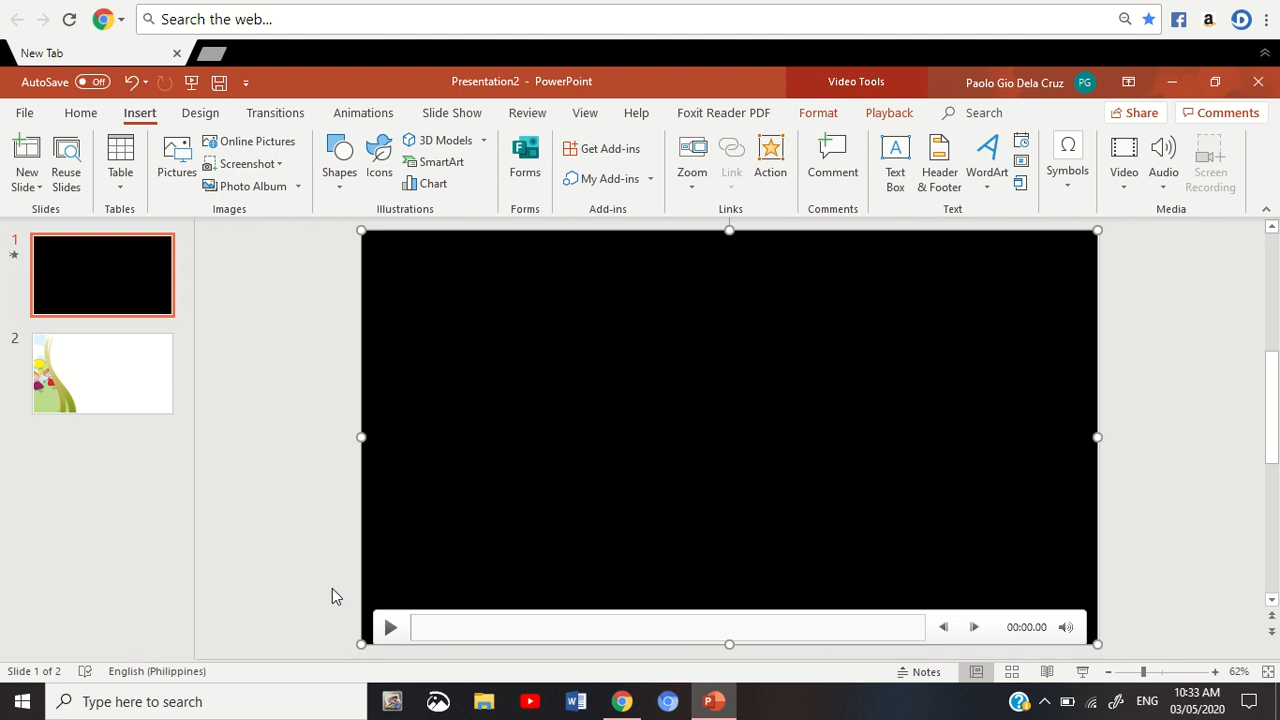 Search the web...
New Tab
AutoSave Off
Presentation2 - PowerPoint
Video Tools
Paolo Gio Dela Cruz PG
File Home Insert Design Transitions Animations Slide Show Review View Help Foxit Reader PDF Format Playback Search Share Comments
New Slide
Reuse Slides
Slides
Table
Tables
Pictures
Online Pictures
Screenshot
Photo Album
Images
Shapes
Icons
3D Models
SmartArt
Chart
Illustrations
Forms
Forms
Get Add-ins
My Add-ins
Add-ins
Zoom
Link
Action
Links
Comment
Comments
Text Box
Header & Footer
WordArt
Text
Symbols
Video
Audio
Screen Recording
Media
1
2
00:00.00
Slide 1 of 2
English (Philippines)
Notes
62%
Type here to search
ENG
10:33 AM
03/05/2020